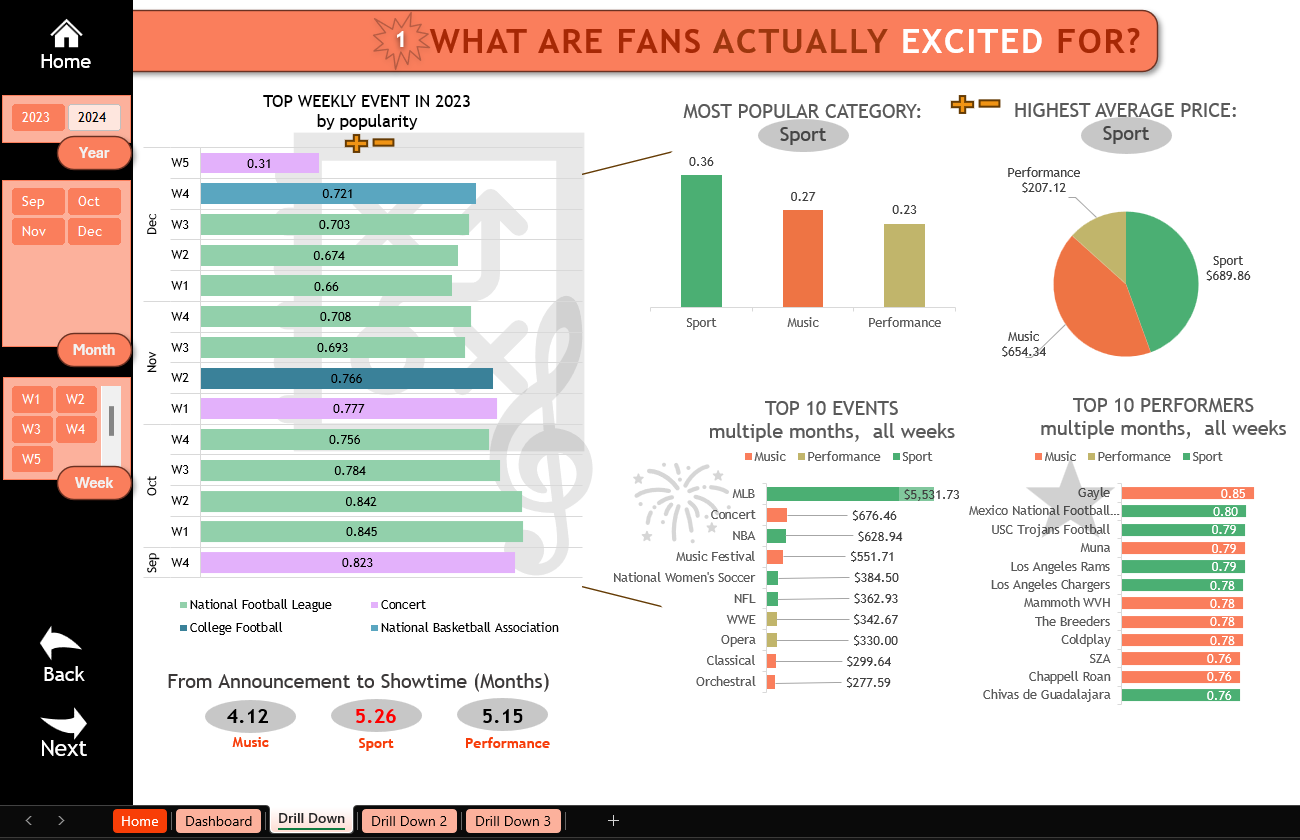 Home
1 WHAT ARE FANS ACTUALLY EXCITED FOR?
2023 2024
Year
Sep Oct
Nov Dec
Month
W1 W2
W3 W4
W5
Week
Back
Next
TOP WEEKLY EVENT IN 2023
by popularity
Dec
W5 0.31
W4 0.721
W3 0.703
W2 0.674
W1 0.66
Nov
W4 0.708
W3 0.693
W2 0.766
W1 0.777
Oct
W4 0.756
W3 0.784
W2 0.842
W1 0.845
Sep
W4 0.823
National Football League Concert
College Football National Basketball Association
From Announcement to Showtime (Months)
4.12 5.26 5.15
Music Sport Performance
MOST POPULAR CATEGORY:
Sport
0.36 0.27 0.23
Sport Music Performance
HIGHEST AVERAGE PRICE:
Sport
Performance
$207.12
Sport
$689.86
Music
$654.34
TOP 10 EVENTS
multiple months, all weeks
Music Performance Sport
MLB $5,531.73
Concert $676.46
NBA $628.94
Music Festival $551.71
National Women's Soccer $384.50
NFL $362.93
WWE $342.67
Opera $330.00
Classical $299.64
Orchestral $277.59
TOP 10 PERFORMERS
multiple months, all weeks
Music Performance Sport
Gayle 0.85
Mexico National Football... 0.80
USC Trojans Football 0.79
Muna 0.79
Los Angeles Rams 0.79
Los Angeles Chargers 0.78
Mammoth WVH 0.78
The Breeders 0.78
Coldplay 0.78
SZA 0.76
Chappell Roan 0.76
Chivas de Guadalajara 0.76
Home Dashboard Drill Down Drill Down 2 Drill Down 3